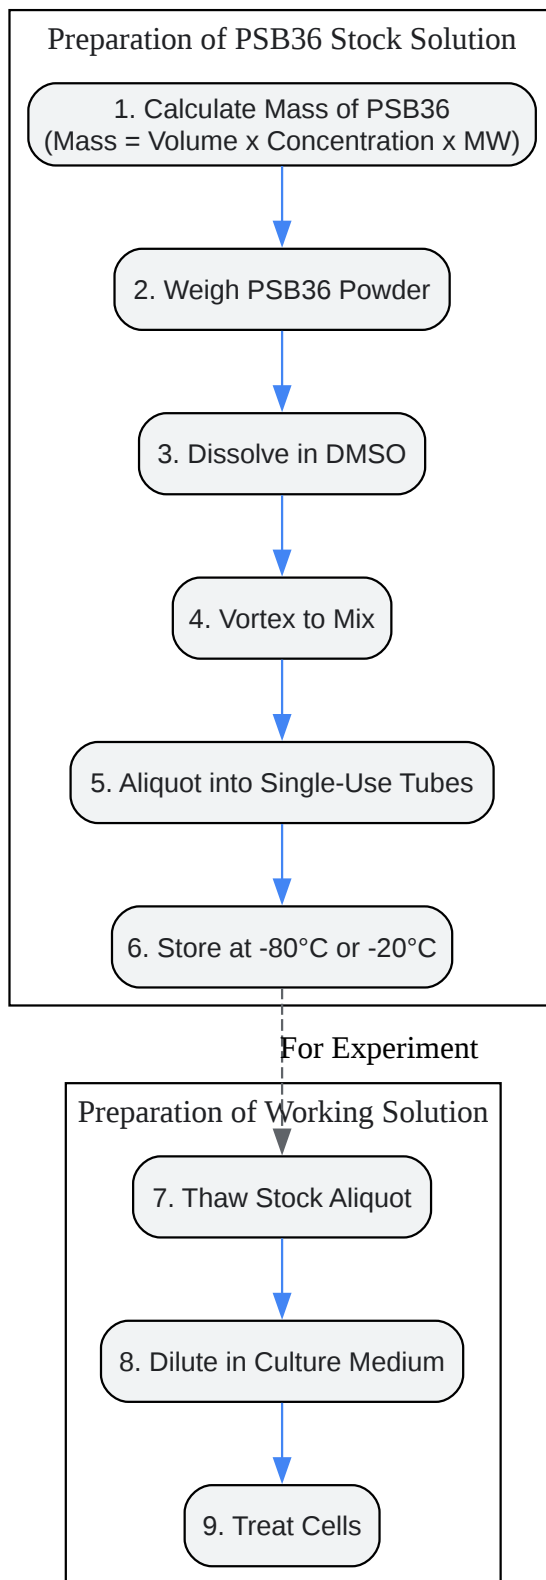 Preparation of PSB36 Stock Solution
1. Calculate Mass of PSB36
(Mass = Volume x Concentration x MW)
2. Weigh PSB36 Powder
3. Dissolve in DMSO
4. Vortex to Mix
5. Aliquot into Single-Use Tubes
6. Store at -80°C or -20°C
For Experiment
Preparation of Working Solution
7. Thaw Stock Aliquot
8. Dilute in Culture Medium
9. Treat Cells